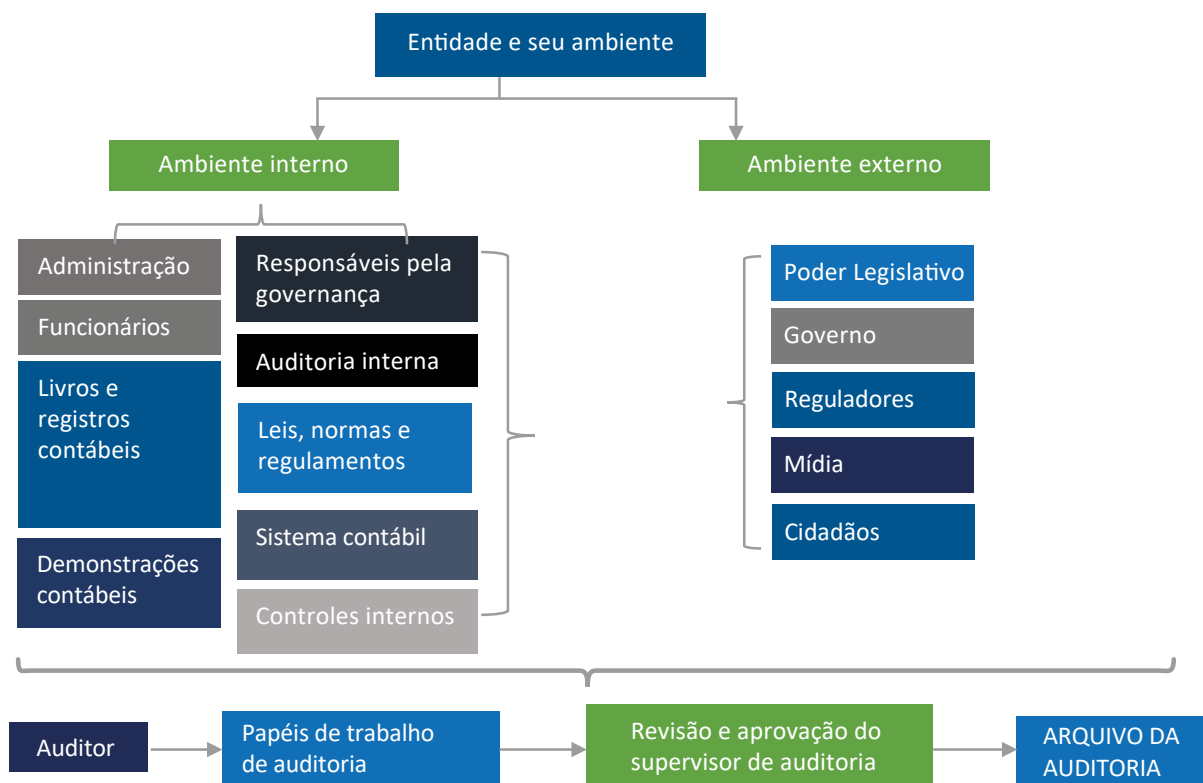 Entidade e seu ambiente
Ambiente interno
Ambiente externo
Administração
Funcionários
Livros e
registros
contábeis
Demonstrações
contábeis
Responsáveis pela
governança
Auditoria interna
Leis, normas e
regulamentos
Sistema contábil
Controles internos
Poder Legislativo
Governo
Reguladores
Mídia
Cidadãos
Auditor
Papéis de trabalho
de auditoria
Revisão e aprovação do
supervisor de auditoria
ARQUIVO DA
AUDITORIA